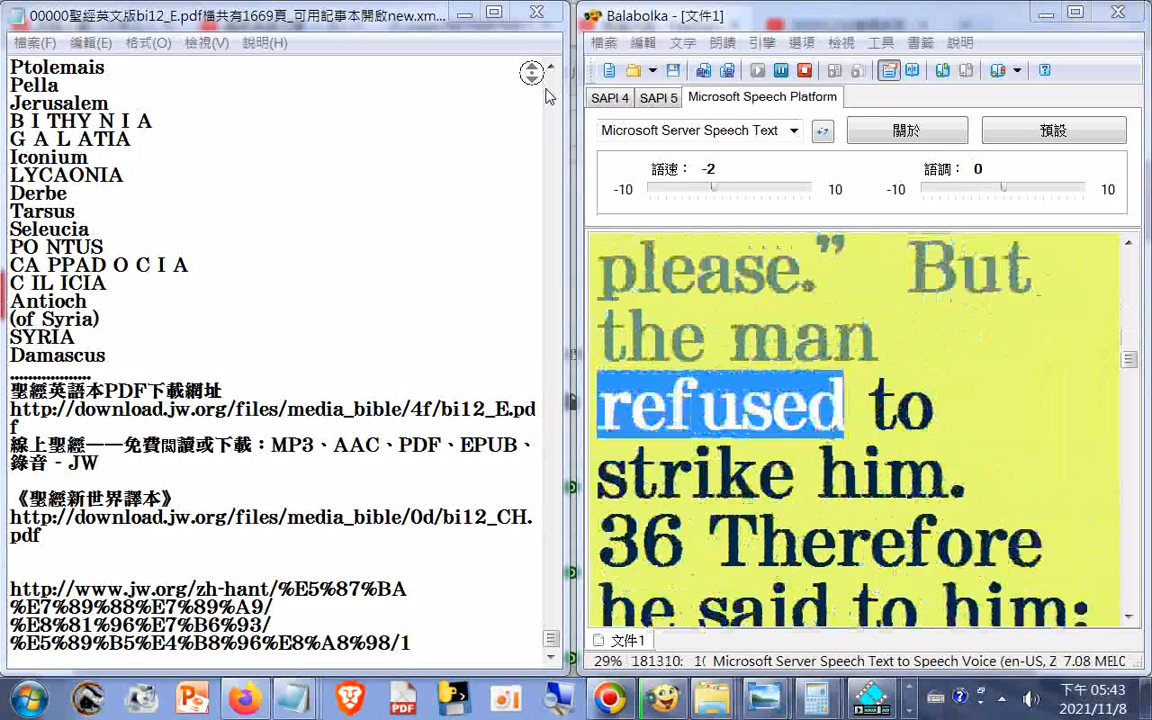 00000聖經英文版bi12_E.pdf檔共有1669頁_可用記事本開啟new.xm...
檔案(F) 編輯(E) 格式(O) 檢視(V) 說明(H)
Ptolemais
Pella
Jerusalem
B I THY N I A
G A L ATIA
Iconium
LYCAONIA
Derbe
Tarsus
Seleucia
PO NTUS
CA PPAD O C I A
C IL ICIA
Antioch
(of Syria)
SYRIA
Damascus
..................
聖經英語本PDF下載網址
http://download.jw.org/files/media_bible/4f/bi12_E.pd
f
線上聖經——免費閱讀或下載：MP3、AAC、PDF、EPUB、
錄音 - JW
《聖經新世界譯本》
http://download.jw.org/files/media_bible/0d/bi12_CH.
pdf
http://www.jw.org/zh-hant/%E5%87%BA
%E7%89%88%E7%89%A9/
%E8%81%96%E7%B6%93/
%E5%89%B5%E4%B8%96%E8%A8%98/1
Balabolka - [文件1]
檔案 編輯 文字 朗讀 引擎 選項 檢視 工具 書籤 說明
SAPI 4 SAPI 5 Microsoft Speech Platform
Microsoft Server Speech Text 關於 預設
語速： -2 語調： 0
-10 10 -10 10
please.” But
the man
refused to
strike him.
36 Therefore
he said to him:
文件1
29% 181310: Microsoft Server Speech Text to Speech Voice (en-US, Z 7.08 MELC
PDF
下午 05:43
2021/11/8